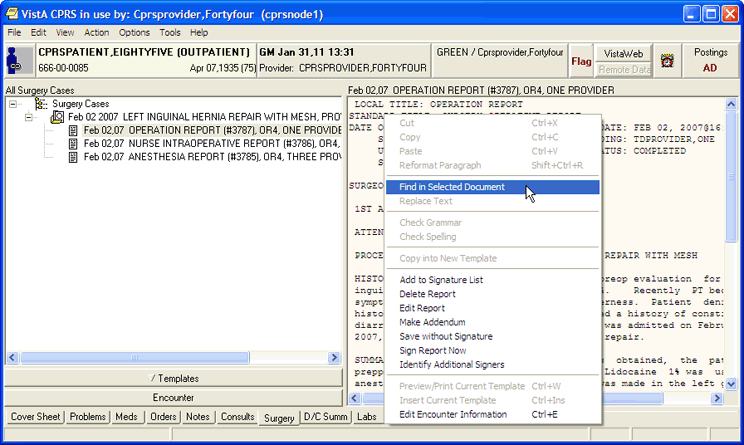 VistA CPRS in use by: Cprsprovider,Fortyfour (cprsnode1)
File Edit View Action Options Tools Help
CPRSPATIENT,EIGHTYFIVE (OUTPATIENT)
666-00-0085 Apr 07,1935 (75)
GM Jan 31,11 13:31
Provider: CPRSPROVIDER,FORTYFOUR
GREEN / Cprsprovider,Fortyfour
Flag
VistaWeb
Remote Data
Postings
AD
All Surgery Cases
Surgery Cases
Feb 02 2007 LEFT INGUINAL HERNIA REPAIR WITH MESH, PRO
Feb 02,07 OPERATION REPORT (#3787), OR4, ONE PROVIDE
Feb 02,07 NURSE INTRAOPERATIVE REPORT (#3786), OR4,
Feb 02,07 ANESTHESIA REPORT (#3785), OR4, THREE PROV
/ Templates
Encounter
Feb 02,07 OPERATION REPORT (#3787), OR4, ONE PROVIDER
LOCAL TITLE: OPERATION REPORT
DATE O DATE: FEB 02, 2007@16
DING: TDPROVIDER,ONE
ATUS: COMPLETED
SURGEO
1ST A
ATTEN
PROCE REPAIR WITH MESH
HISTO preop evaluation for
ingui . Recently PT bec
sympt erness. Patient deni
histo d a history of consti
diarr was admitted on Febru
2007, repair.
SUMMA obtained, the pat
prepp Lidocaine 1% was us
anest was made in the left g
Cut Ctrl+X
Copy Ctrl+C
Paste Ctrl+V
Reformat Paragraph Shift+Ctrl+R
Find in Selected Document
Replace Text
Check Grammar
Check Spelling
Copy into New Template
Add to Signature List
Delete Report
Edit Report
Make Addendum
Save without Signature
Sign Report Now
Identify Additional Signers
Preview/Print Current Template Ctrl+W
Insert Current Template Ctrl+Ins
Edit Encounter Information Ctrl+E
Cover Sheet Problems Meds Orders Notes Consults Surgery D/C Summ Labs